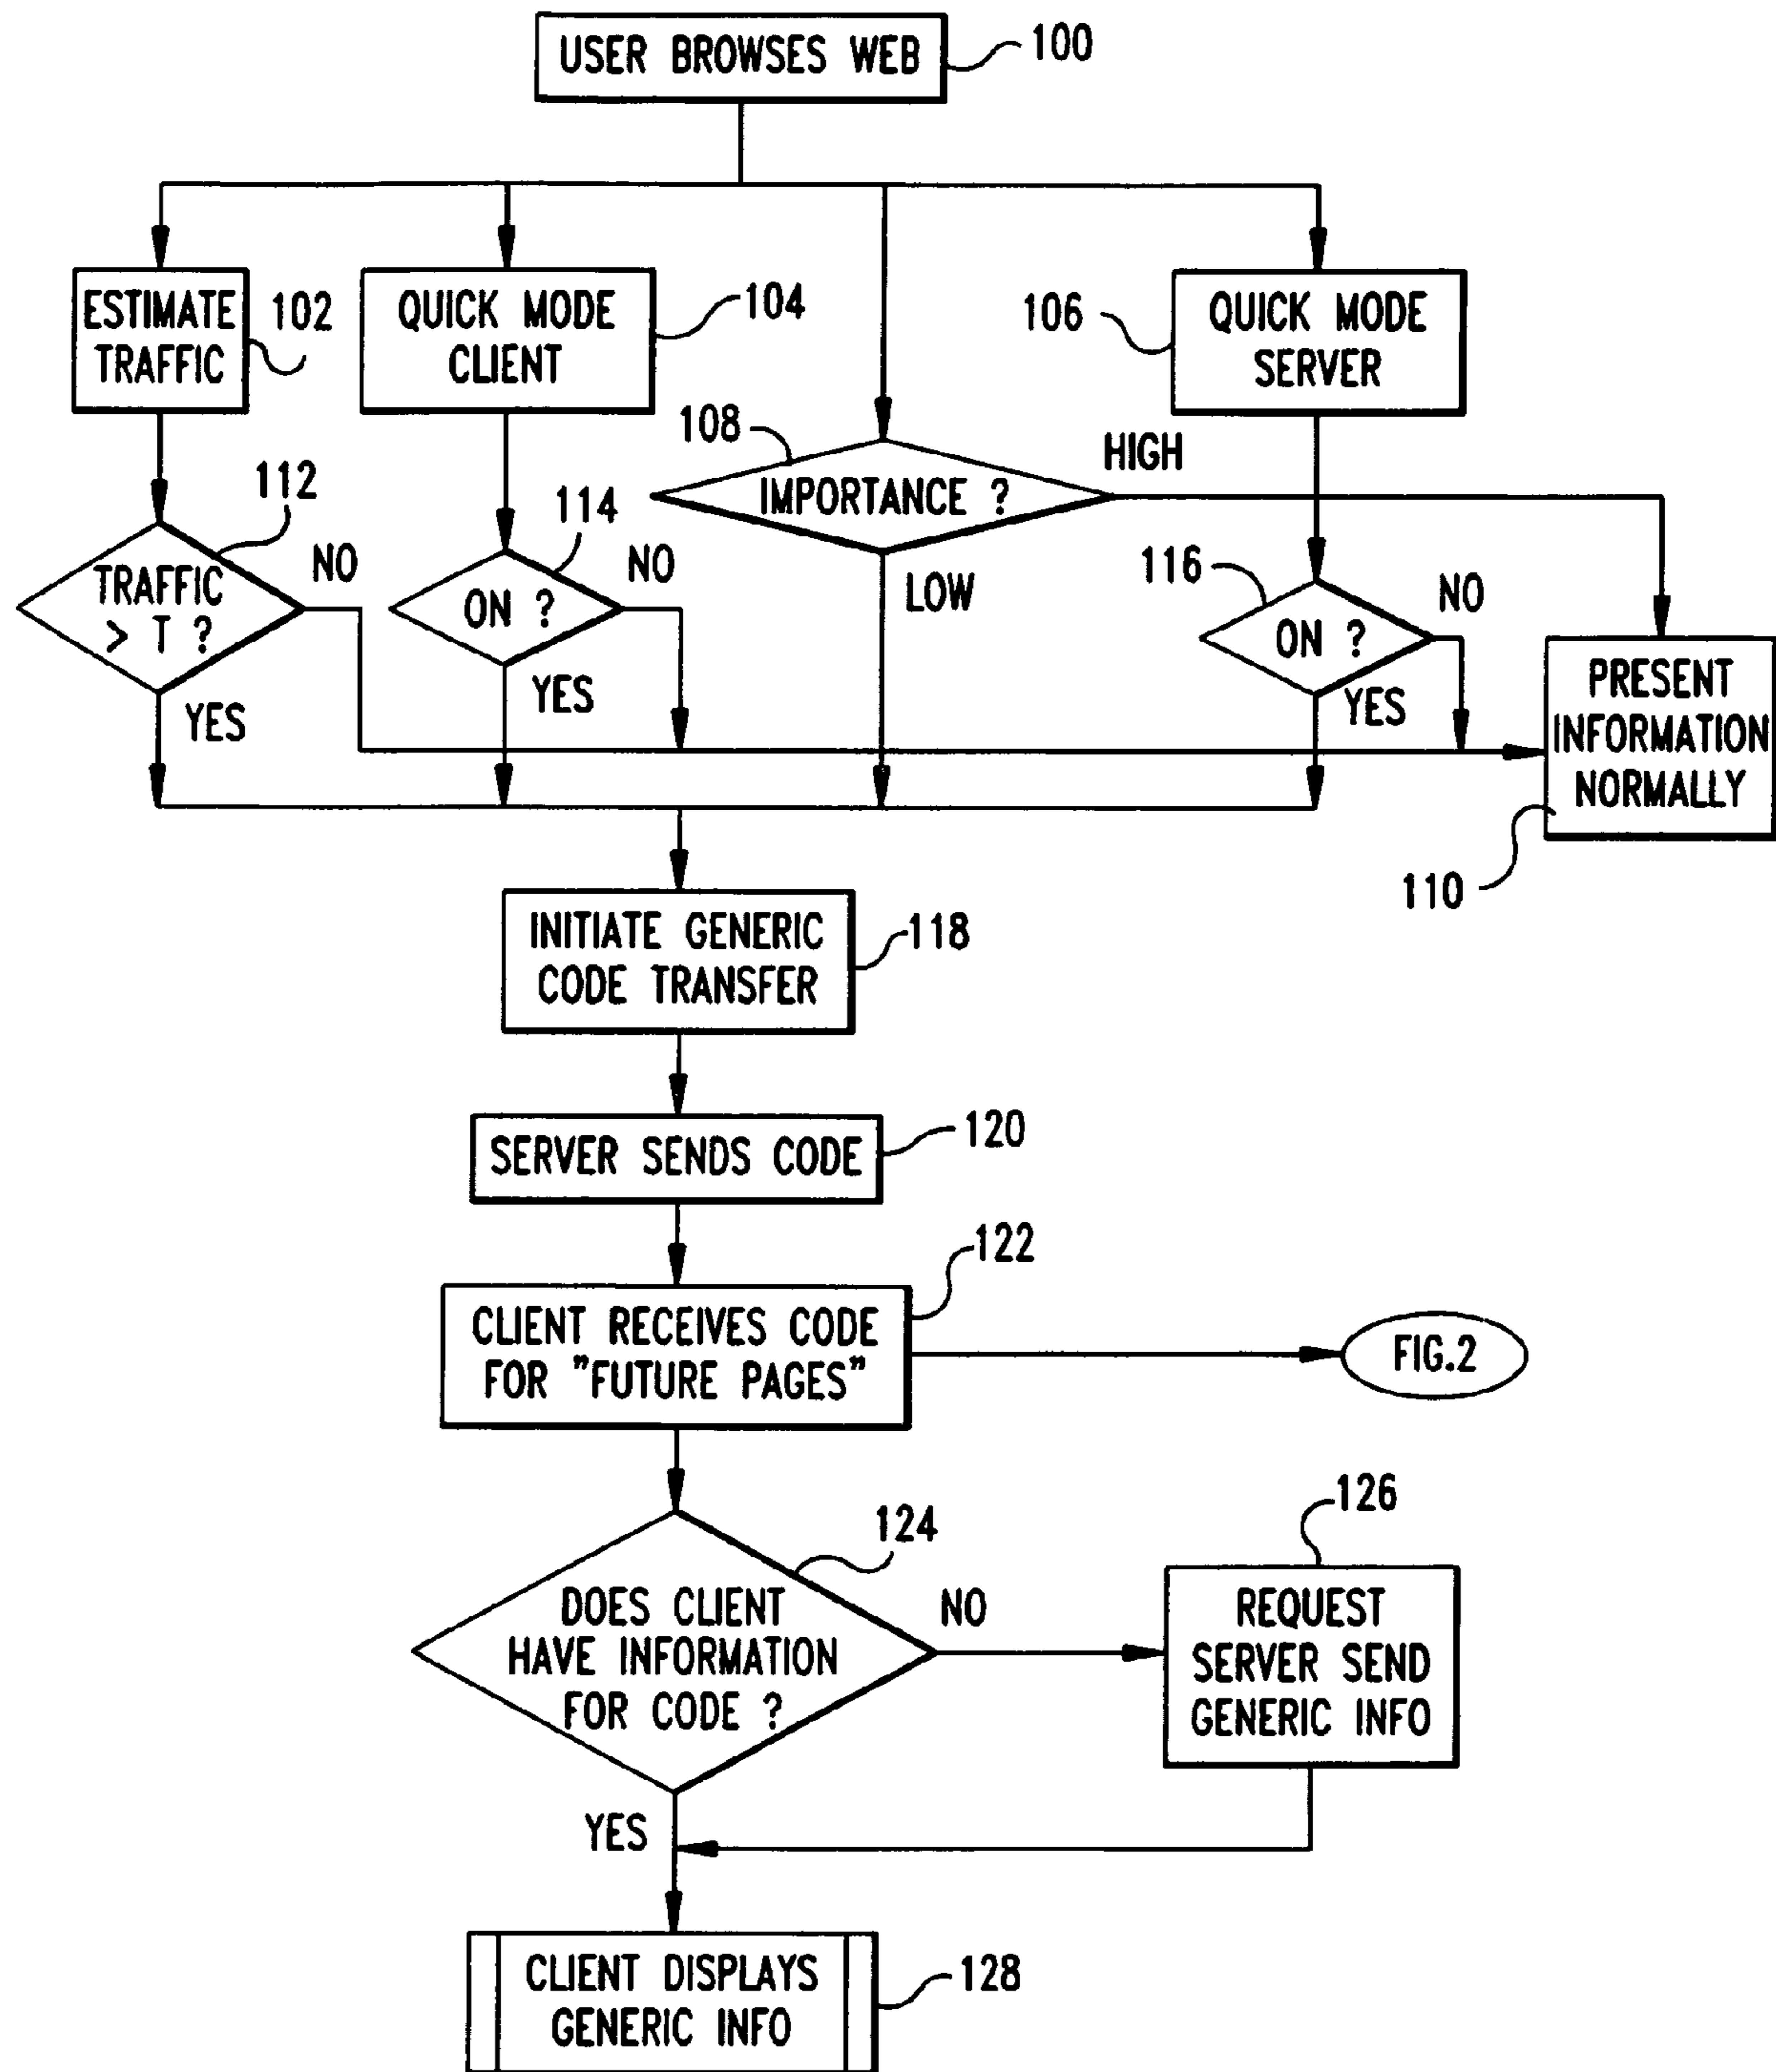 USER BROWSES WEB
100
ESTIMATE
TRAFFIC
102
QUICK MODE
CLIENT
104
106
QUICK MODE
SERVER
108
IMPORTANCE ?
HIGH
LOW
112
TRAFFIC
> T ?
NO
YES
114
ON ?
NO
YES
116
ON ?
NO
YES
PRESENT
INFORMATION
NORMALLY
110
INITIATE GENERIC
CODE TRANSFER
118
SERVER SENDS CODE
120
CLIENT RECEIVES CODE
FOR "FUTURE PAGES"
122
FIG.2
124
DOES CLIENT
HAVE INFORMATION
FOR CODE ?
NO
YES
126
REQUEST
SERVER SEND
GENERIC INFO
CLIENT DISPLAYS
GENERIC INFO
128